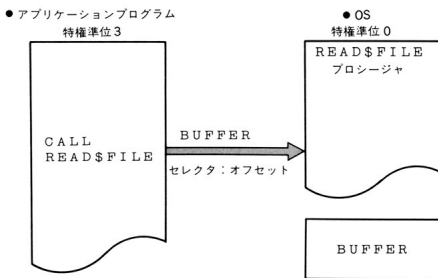 ● アプリケーションプログラム
特権準位3
CALL
READ$FILE
BUFFER
セレクタ：オフセット
● OS
特権準位0
READ$FILE
プロシージャ
BUFFER